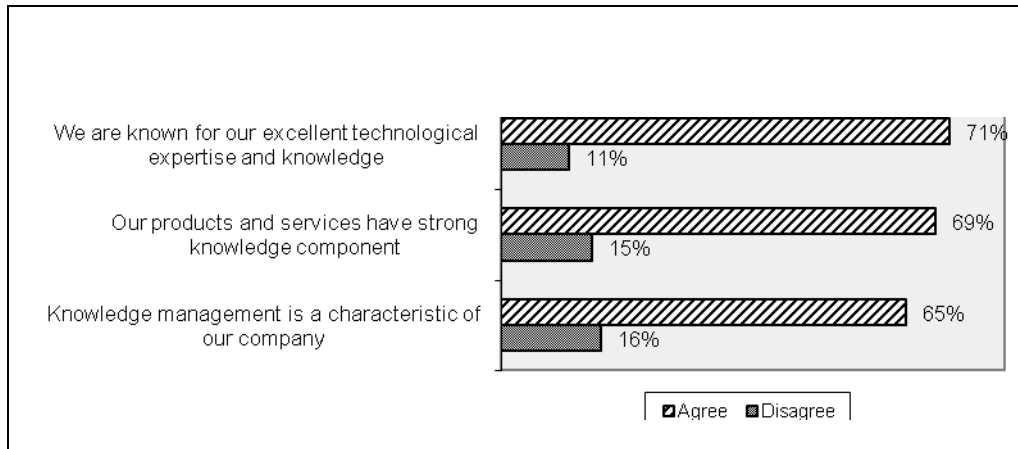 We are known for our excellent technological
expertise and knowledge
71%
11%
Our products and services have strong
knowledge component
69%
15%
Knowledge management is a characteristic of
our company
65%
16%
Agree Disagree